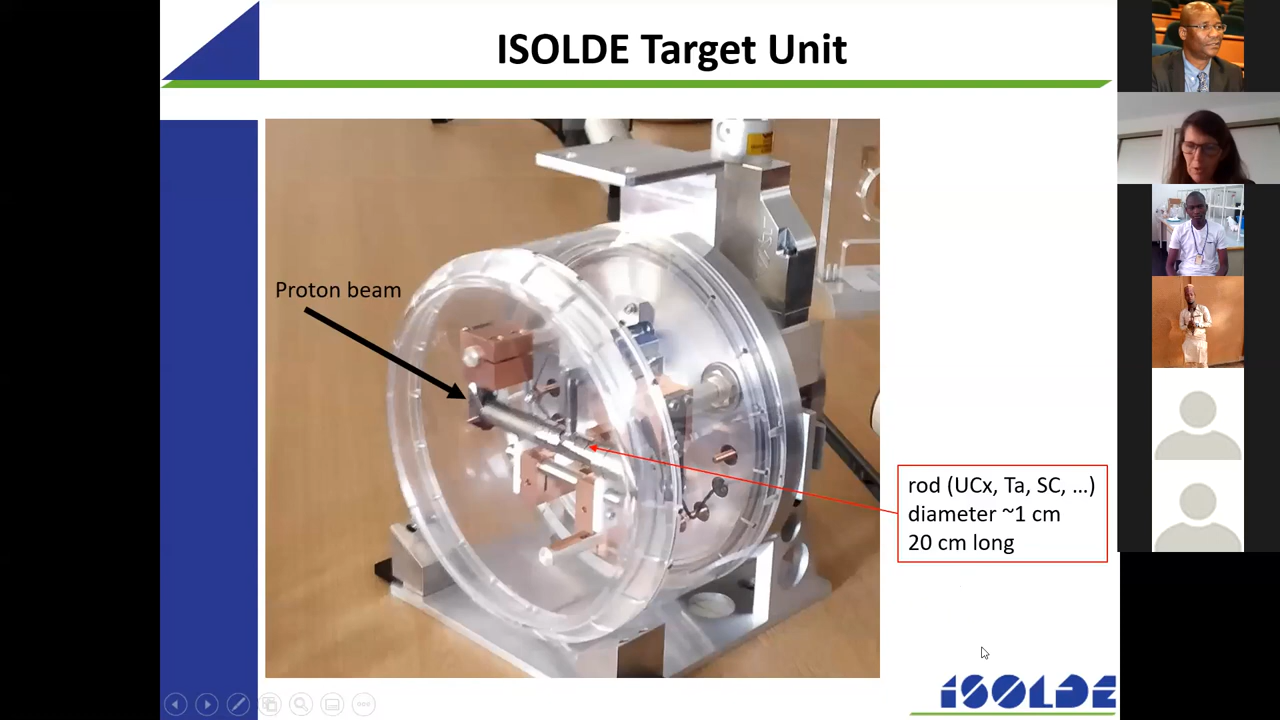 ISOLDE Target Unit
Proton beam
rod (UCx, Ta, SC, ...)
diameter ~1 cm
20 cm long
ISOLDE